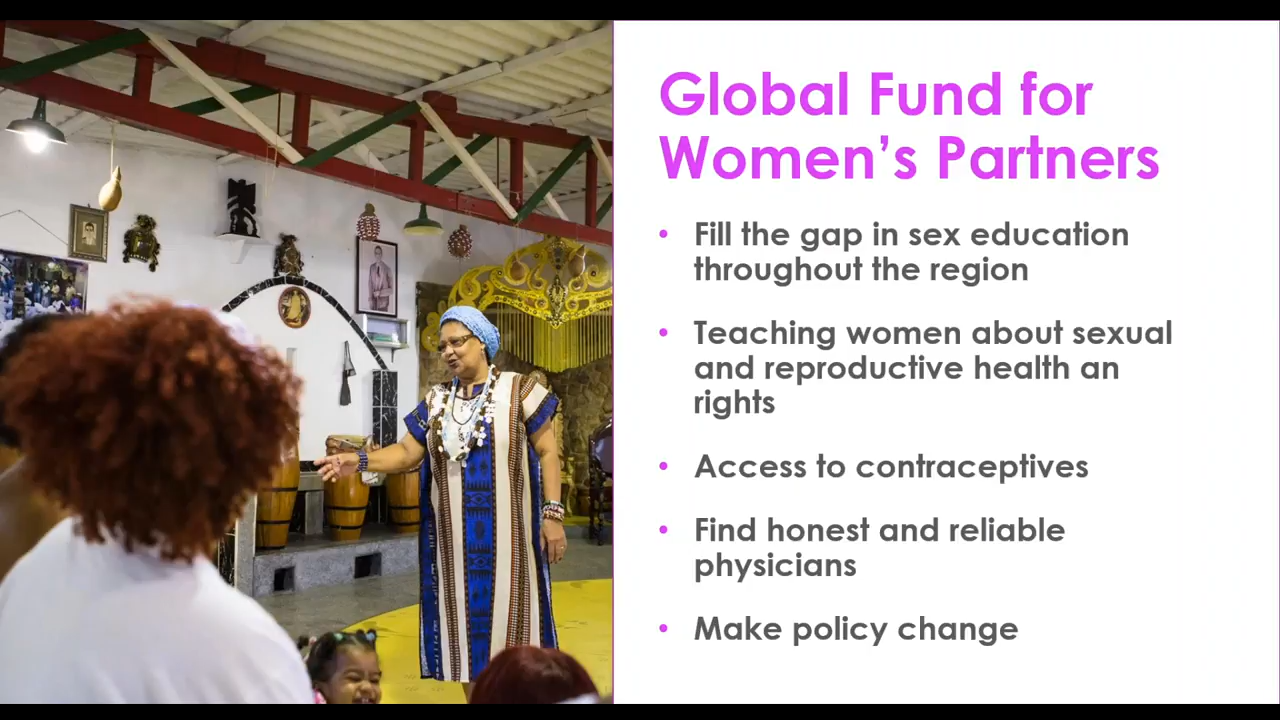 Global Fund for
Women’s Partners
• Fill the gap in sex education
throughout the region
• Teaching women about sexual
and reproductive health an
rights
• Access to contraceptives
• Find honest and reliable
physicians
• Make policy change